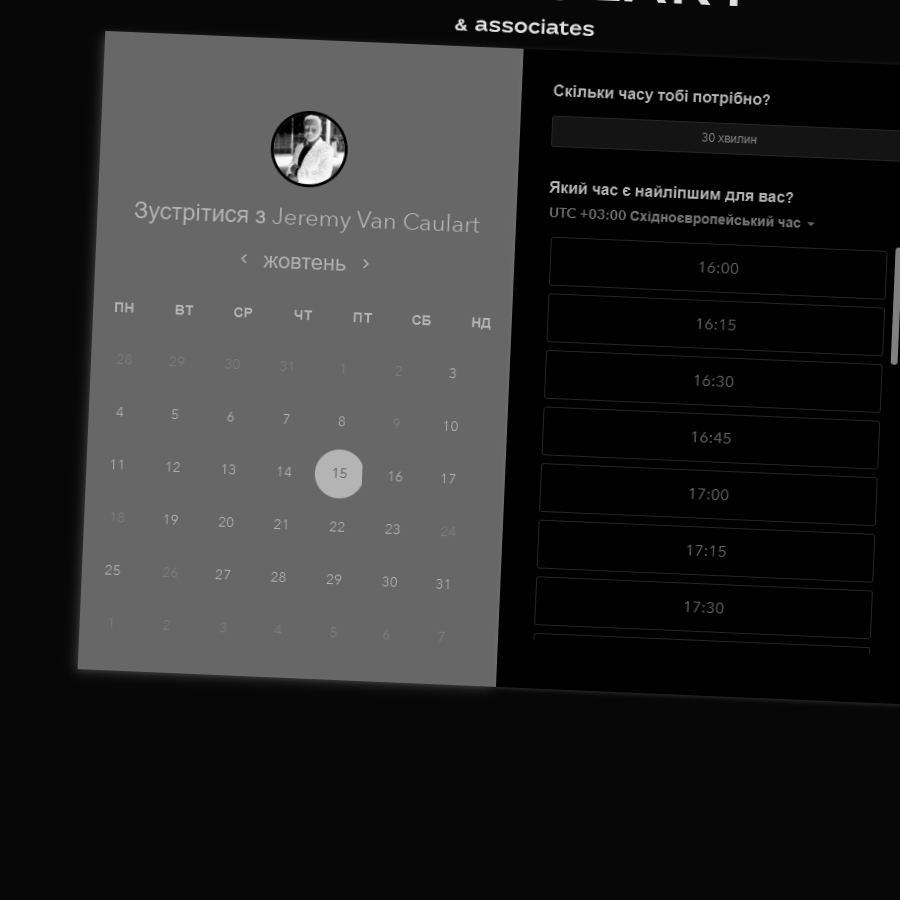 & associates
Зустрітися з Jeremy Van Caulart
жовтень
ПН ВТ СР ЧТ ПТ СБ НД
28 29 30 31 1 2 3
4 5 6 7 8 9 10
11 12 13 14 15 16 17
18 19 20 21 22 23 24
25 26 27 28 29 30 31
1 2 3 4 5 6 7
Скільки часу тобі потрібно?
30 хвилин
Який час є найліпшим для вас?
UTC +03:00 Східноєвропейський час
16:00
16:15
16:30
16:45
17:00
17:15
17:30